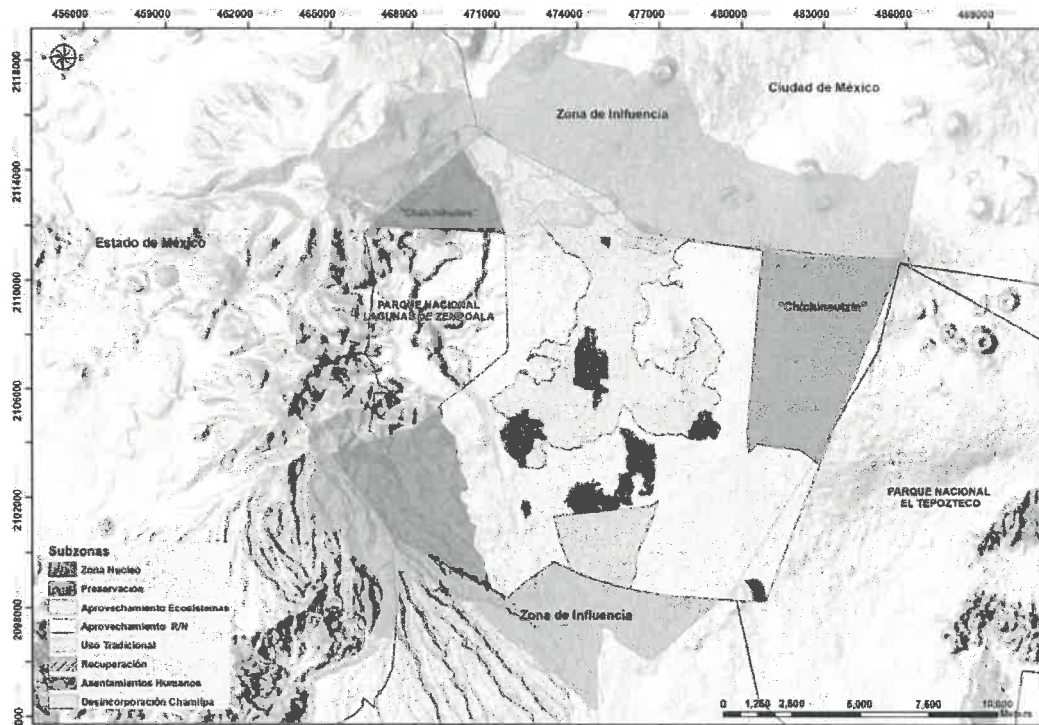 456000 459000 462000 465000 468000 471000 474000 477000 480000 483000 486000 489000
2118000
2114000
2110000
2106000
2102000
2098000
E
S
Ciudad de México
Zona de Influencia
Estado de México
"Chichinautzin"
PARQUE NACIONAL
LAGUNAS DE ZEMPOALA
PARQUE NACIONAL
EL TEPOZTECO
Zona de Influencia
Subzonas
Zona Núcleo
Preservación
Aprovechamiento Ecosistemas
Aprovechamiento R/N
Uso Tradicional
Recuperación
Asentamientos Humanos
Desincorporación Chamilpa
0 1,250 2,500 5,000 7,500 10,000
Meters